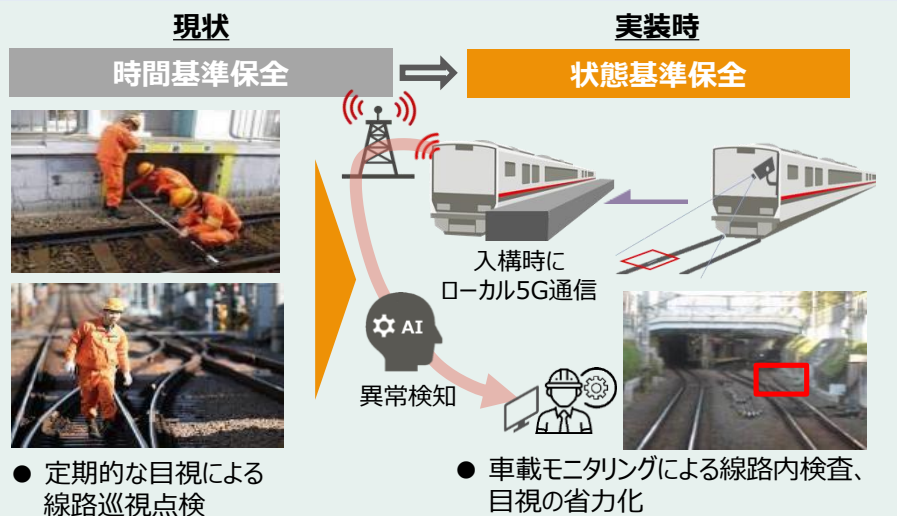 現状
実装時
時間基準保全
状態基準保全
入構時に
ローカル5G通信
AI
異常検知
● 定期的な目視による
線路巡視点検
● 車載モニタリングによる線路内検査、
目視の省力化